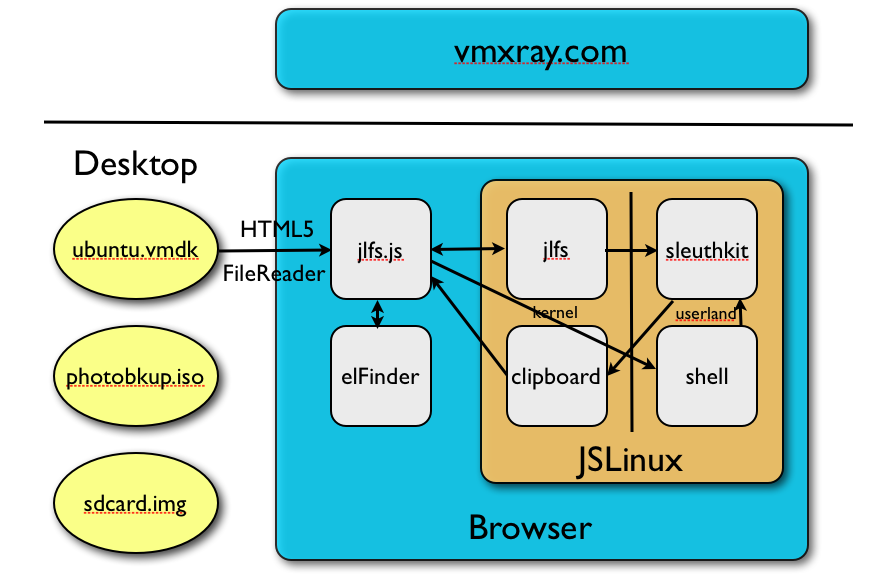 vmxray.com
Desktop
ubuntu.vmdk
HTML5
FileReader
jlfs.js
jlfs
sleuthkit
kernel
userland
photobkup.iso
elFinder
clipboard
shell
JSLinux
sdcard.img
Browser